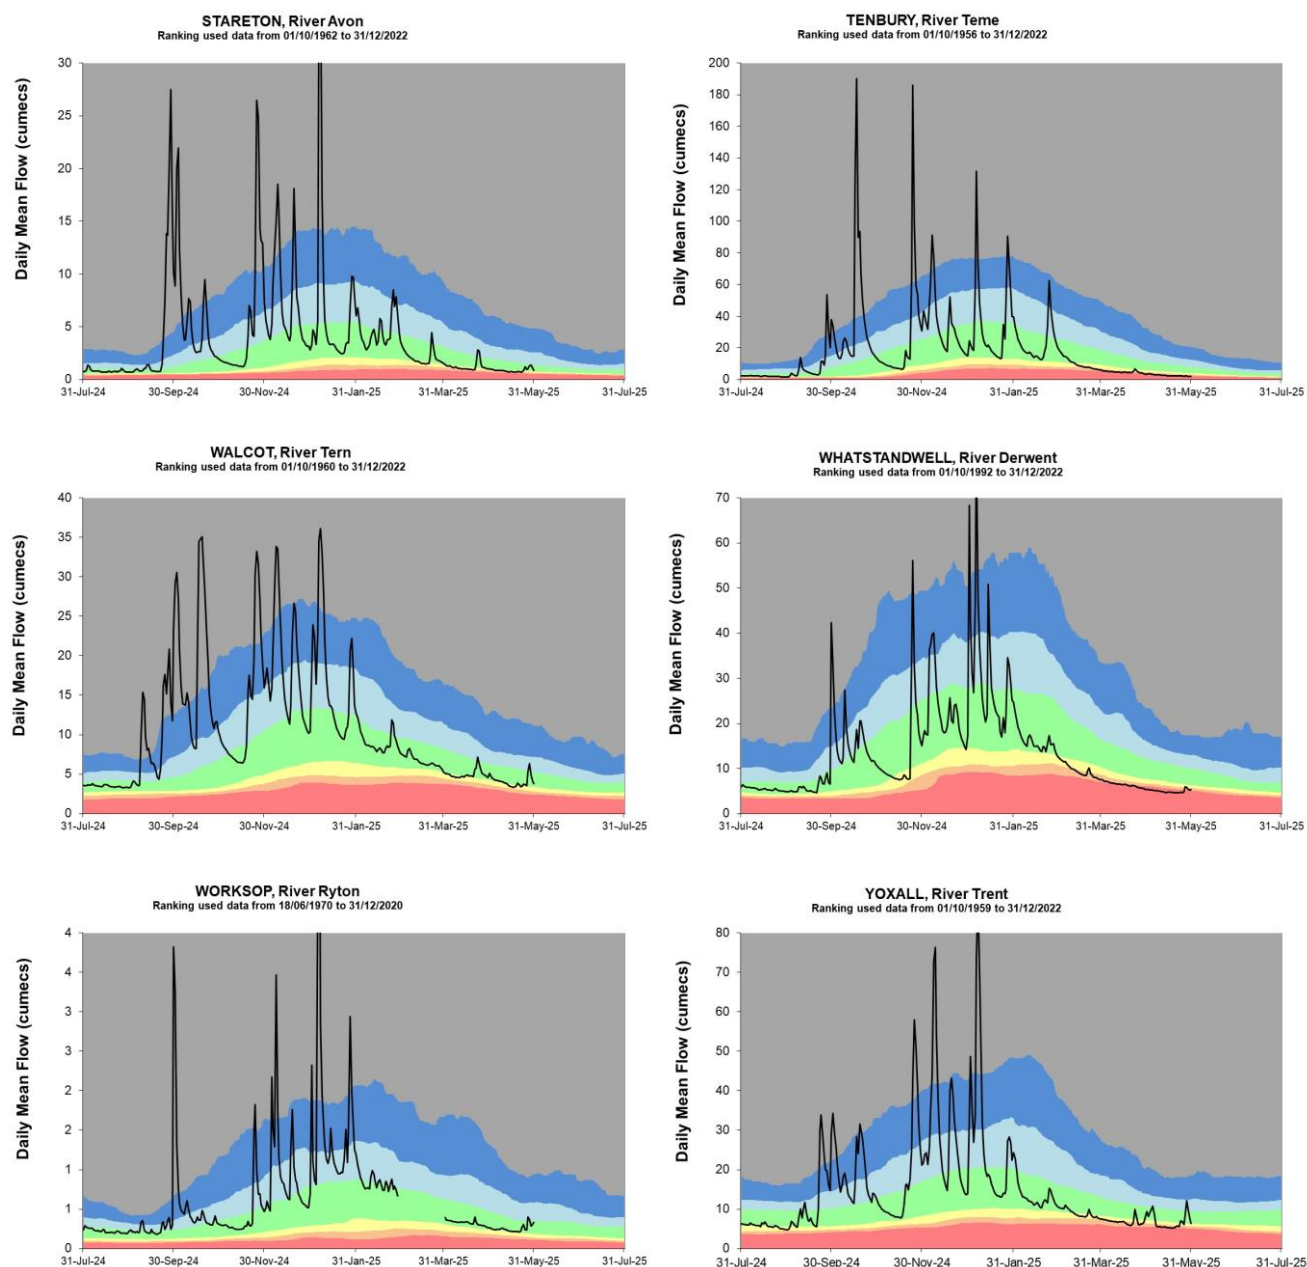 STARETON, River Avon
Ranking used data from 01/10/1962 to 31/12/2022
Daily Mean Flow (cumecs)
30
25
20
15
10
5
0
31-Jul-24 30-Sep-24 30-Nov-24 31-Jan-25 31-Mar-25 31-May-25 31-Jul-25
TENBURY, River Teme
Ranking used data from 01/10/1956 to 31/12/2022
Daily Mean Flow (cumecs)
200
180
160
140
120
100
80
60
40
20
0
31-Jul-24 30-Sep-24 30-Nov-24 31-Jan-25 31-Mar-25 31-May-25 31-Jul-25
WALCOT, River Tern
Ranking used data from 01/10/1960 to 31/12/2022
Daily Mean Flow (cumecs)
40
35
30
25
20
15
10
5
0
31-Jul-24 30-Sep-24 30-Nov-24 31-Jan-25 31-Mar-25 31-May-25 31-Jul-25
WHATSTANDWELL, River Derwent
Ranking used data from 01/10/1992 to 31/12/2022
Daily Mean Flow (cumecs)
70
60
50
40
30
20
10
0
31-Jul-24 30-Sep-24 30-Nov-24 31-Jan-25 31-Mar-25 31-May-25 31-Jul-25
WORKSOP, River Ryton
Ranking used data from 18/06/1970 to 31/12/2020
Daily Mean Flow (cumecs)
4
4
3
3
2
2
1
1
0
31-Jul-24 30-Sep-24 30-Nov-24 31-Jan-25 31-Mar-25 31-May-25 31-Jul-25
YOXALL, River Trent
Ranking used data from 01/10/1959 to 31/12/2022
Daily Mean Flow (cumecs)
80
70
60
50
40
30
20
10
0
31-Jul-24 30-Sep-24 30-Nov-24 31-Jan-25 31-Mar-25 31-May-25 31-Jul-25